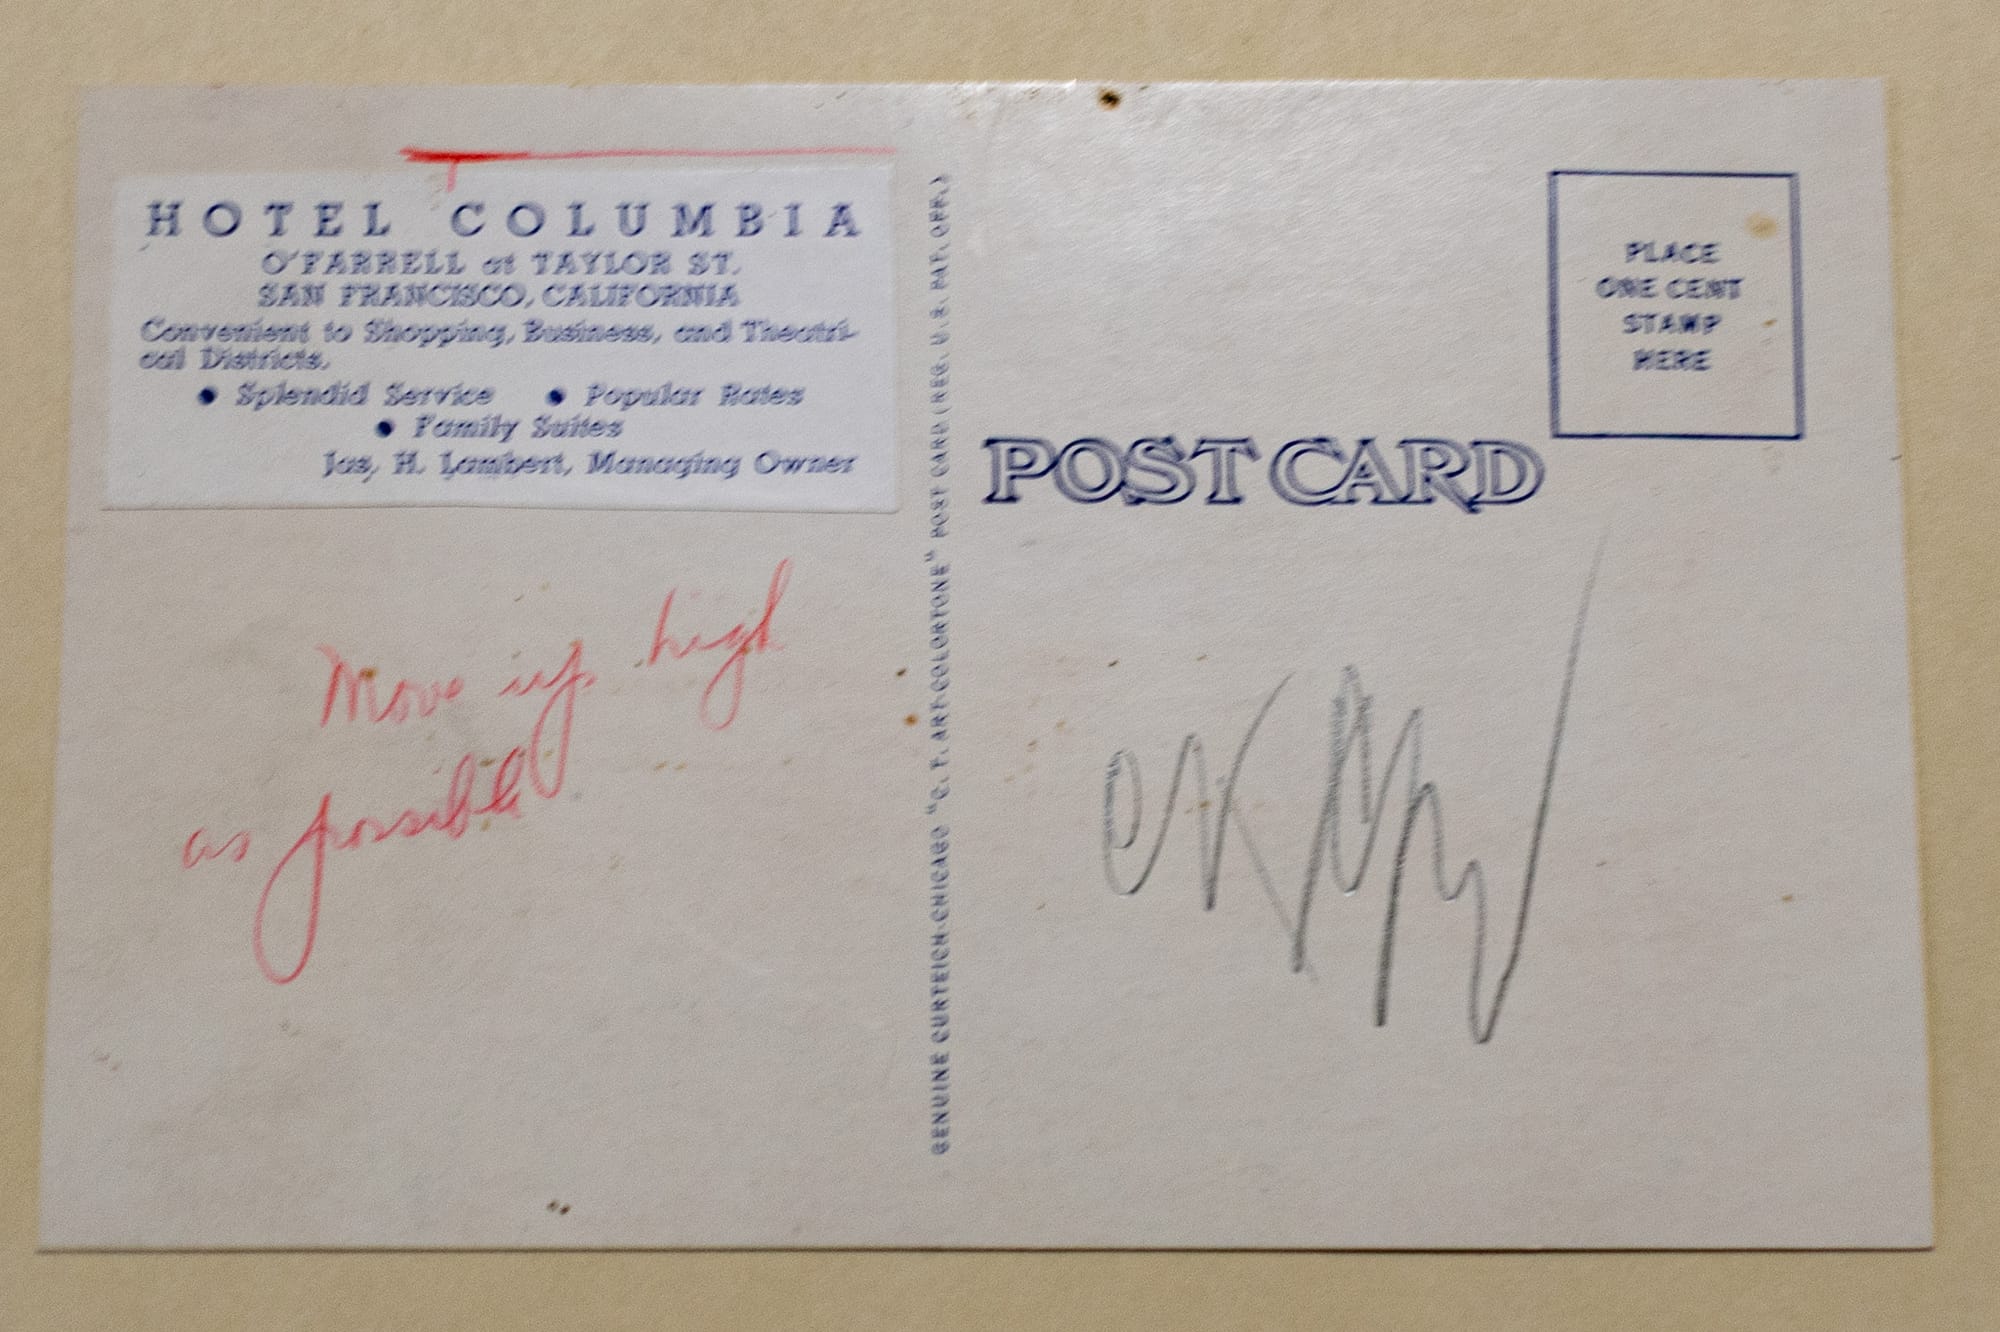 HOTEL COLUMBIA
O'FARRELL at TAYLOR ST.
SAN FRANCISCO, CALIFORNIA
Convenient to Shopping, Business, and Theatri-
cal Districts.
• Splendid Service • Popular Rates
• Family Suites
Jas, H. Lambert, Managing Owner
Move up high
as possible
GENUINE CURTEICH-CHICAGO "C. T. ART-COLORTONE" POST CARD (REG. U. S. PAT. OFF.)
PLACE
ONE CENT
STAMP
HERE
POST CARD
OK